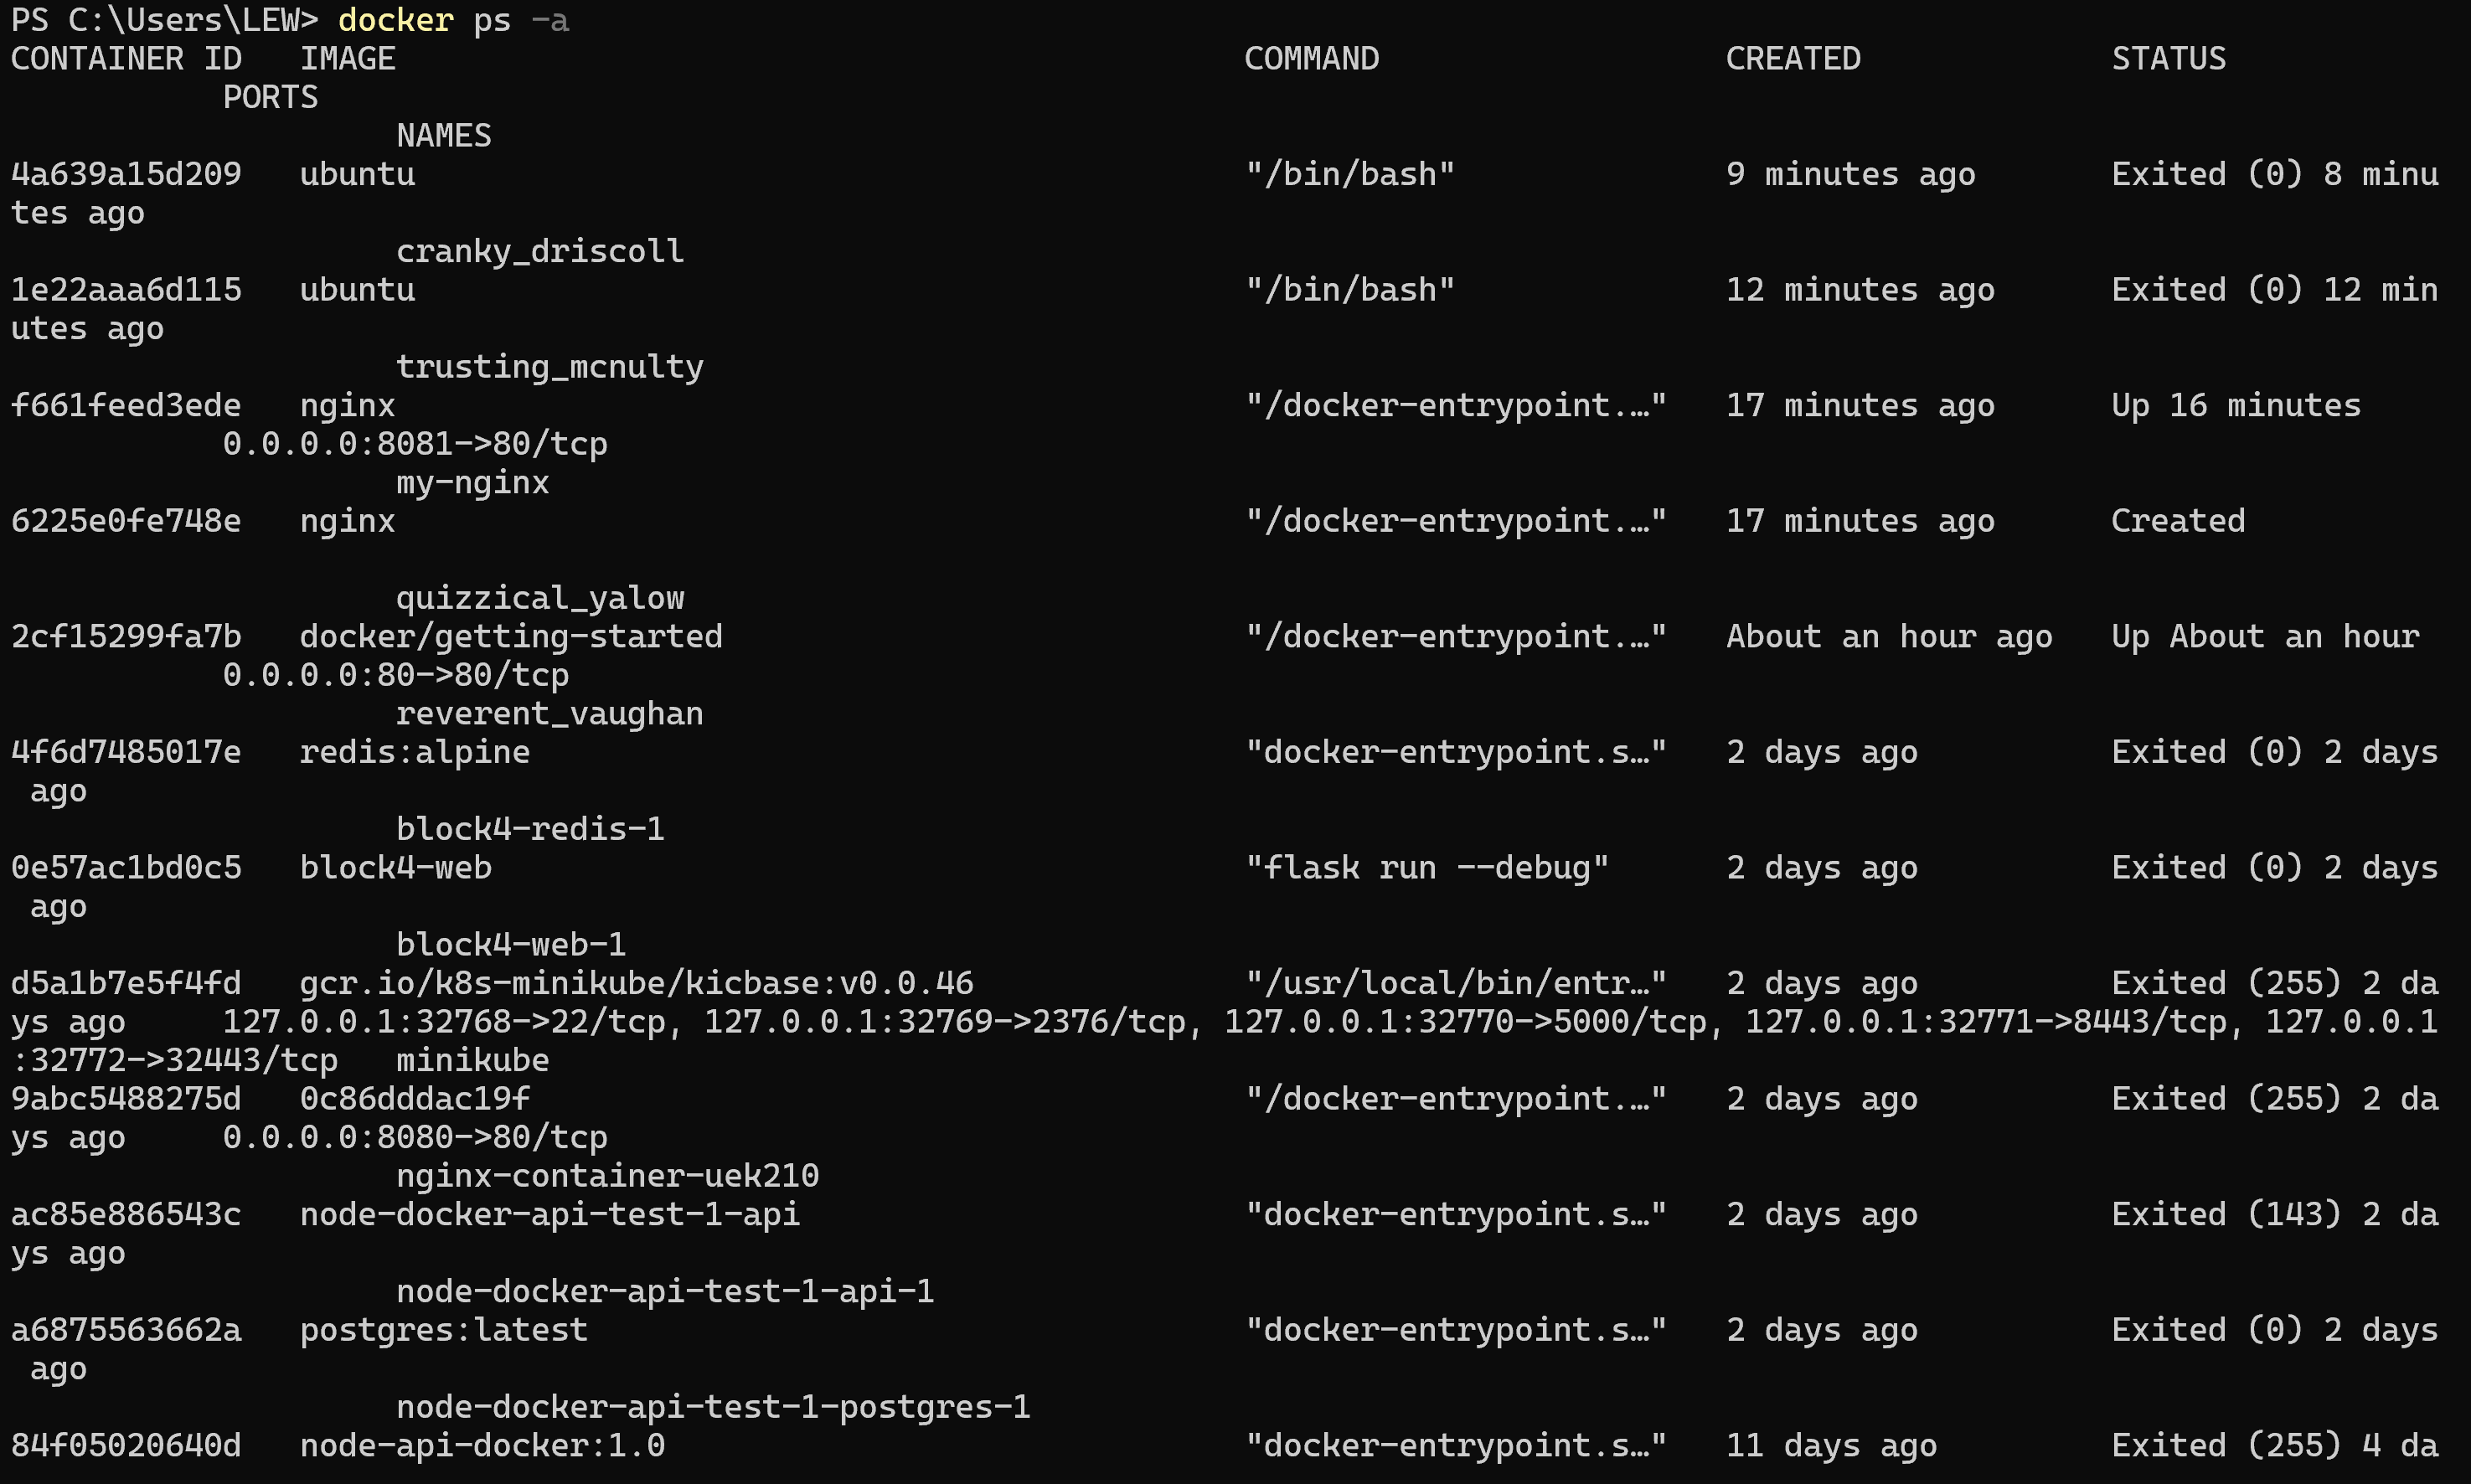 PS C:\Users\LEW> docker ps -a
CONTAINER ID   IMAGE                                            COMMAND                  CREATED             STATUS
           PORTS
                    NAMES
4a639a15d209   ubuntu                                           "/bin/bash"              9 minutes ago       Exited (0) 8 minu
tes ago
                    cranky_driscoll
1e22aaa6d115   ubuntu                                           "/bin/bash"              12 minutes ago      Exited (0) 12 min
utes ago
                    trusting_mcnulty
f661feed3ede   nginx                                            "/docker-entrypoint.…"   17 minutes ago      Up 16 minutes
           0.0.0.0:8081->80/tcp
                    my-nginx
6225e0fe748e   nginx                                            "/docker-entrypoint.…"   17 minutes ago      Created
                    quizzical_yalow
2cf15299fa7b   docker/getting-started                           "/docker-entrypoint.…"   About an hour ago   Up About an hour
           0.0.0.0:80->80/tcp
                    reverent_vaughan
4f6d7485017e   redis:alpine                                     "docker-entrypoint.s…"   2 days ago          Exited (0) 2 days
 ago
                    block4-redis-1
0e57ac1bd0c5   block4-web                                       "flask run --debug"      2 days ago          Exited (0) 2 days
 ago
                    block4-web-1
d5a1b7e5f4fd   gcr.io/k8s-minikube/kicbase:v0.0.46              "/usr/local/bin/entr…"   2 days ago          Exited (255) 2 da
ys ago     127.0.0.1:32768->22/tcp, 127.0.0.1:32769->2376/tcp, 127.0.0.1:32770->5000/tcp, 127.0.0.1:32771->8443/tcp, 127.0.0.1
:32772->32443/tcp   minikube
9abc5488275d   0c86dddac19f                                     "/docker-entrypoint.…"   2 days ago          Exited (255) 2 da
ys ago     0.0.0.0:8080->80/tcp
                    nginx-container-uek210
ac85e886543c   node-docker-api-test-1-api                       "docker-entrypoint.s…"   2 days ago          Exited (143) 2 da
ys ago
                    node-docker-api-test-1-api-1
a6875563662a   postgres:latest                                  "docker-entrypoint.s…"   2 days ago          Exited (0) 2 days
 ago
                    node-docker-api-test-1-postgres-1
84f05020640d   node-api-docker:1.0                              "docker-entrypoint.s…"   11 days ago         Exited (255) 4 da